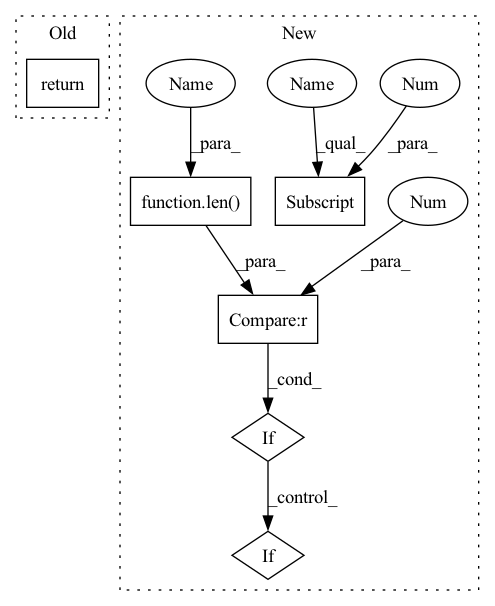 Old
New
return
Name
Name
Num
_para_
_qual_
_para_
function.len()
Subscript
Num
_para_
_para_
Compare:r
_cond_
If
_control_
If